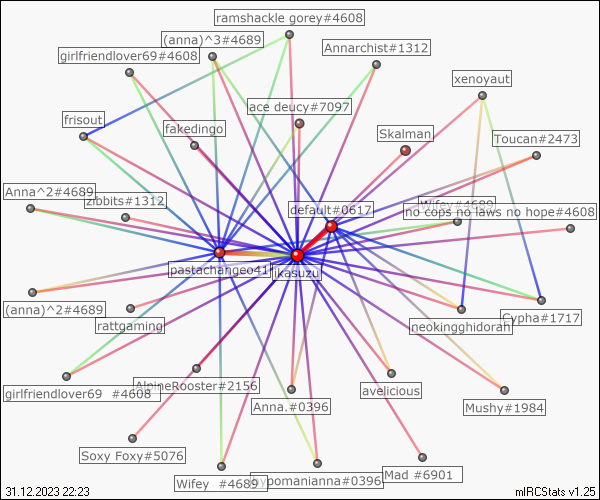 ramshackle gorey#4608
(anna)^3#4689
Annarchist#1312
girlfriendlover69#4608
xenoyaut
ace deucy#7097
frisout
fakedingo
Skalman
Toucan#2473
Anna^2#4689
zibbits#1312
Wifey#4689
default#0617
no cops no laws no hope#4608
pastachangeo41
jkasuzu
(anna)^2#4689
rattgaming
neokingghidorah
Cypha#1717
girlfriendlover69 #4608
AlpineRooster#2156
avelicious
Anna.#0396
Mushy#1984
Soxy Foxy#5076
Wifey #4689
hypomanianna #0396
Mad #6901
31.12.2023 22:23
mIRCStats v1.25